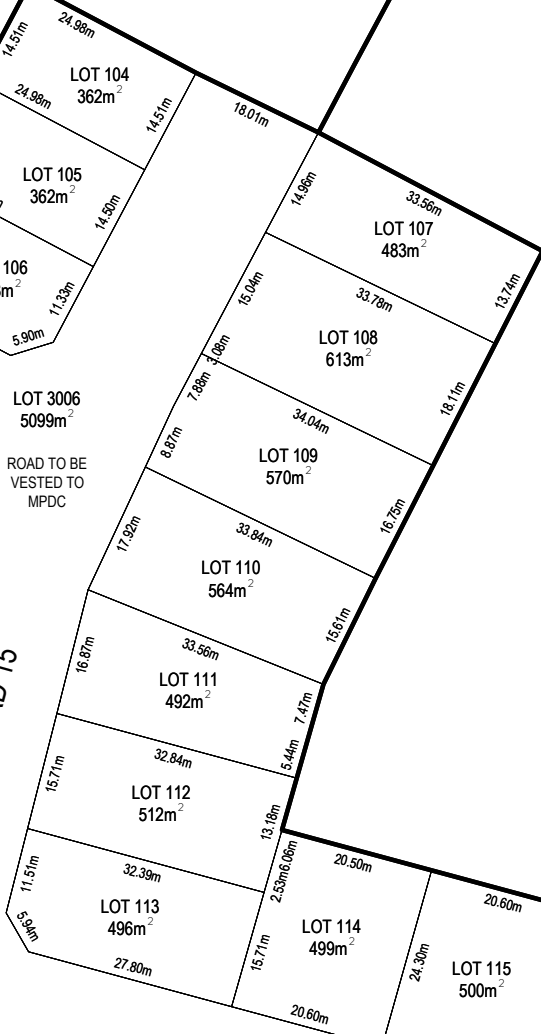 24.98m
14.51m
LOT 104
362m²
24.98m
14.51m
18.01m
LOT 105
362m²
14.50m
14.96m
33.56m
LOT 107
483m²
13.74m
106
11.33m
5.90m
15.04m
33.78m
LOT 108
613m²
3.08m
18.11m
LOT 3006
5099m²
ROAD TO BE
VESTED TO
MPDC
7.88m
8.87m
34.04m
LOT 109
570m²
16.75m
17.92m
33.84m
LOT 110
564m²
15.61m
16.87m
33.56m
LOT 111
492m²
7.47m
5.44m
15
15.71m
32.84m
LOT 112
512m²
13.18m
11.51m
32.39m
LOT 113
496m²
5.94m
27.80m
6.06m
2.53m
20.50m
LOT 114
499m²
15.71m
20.60m
24.30m
20.60m
LOT 115
500m²